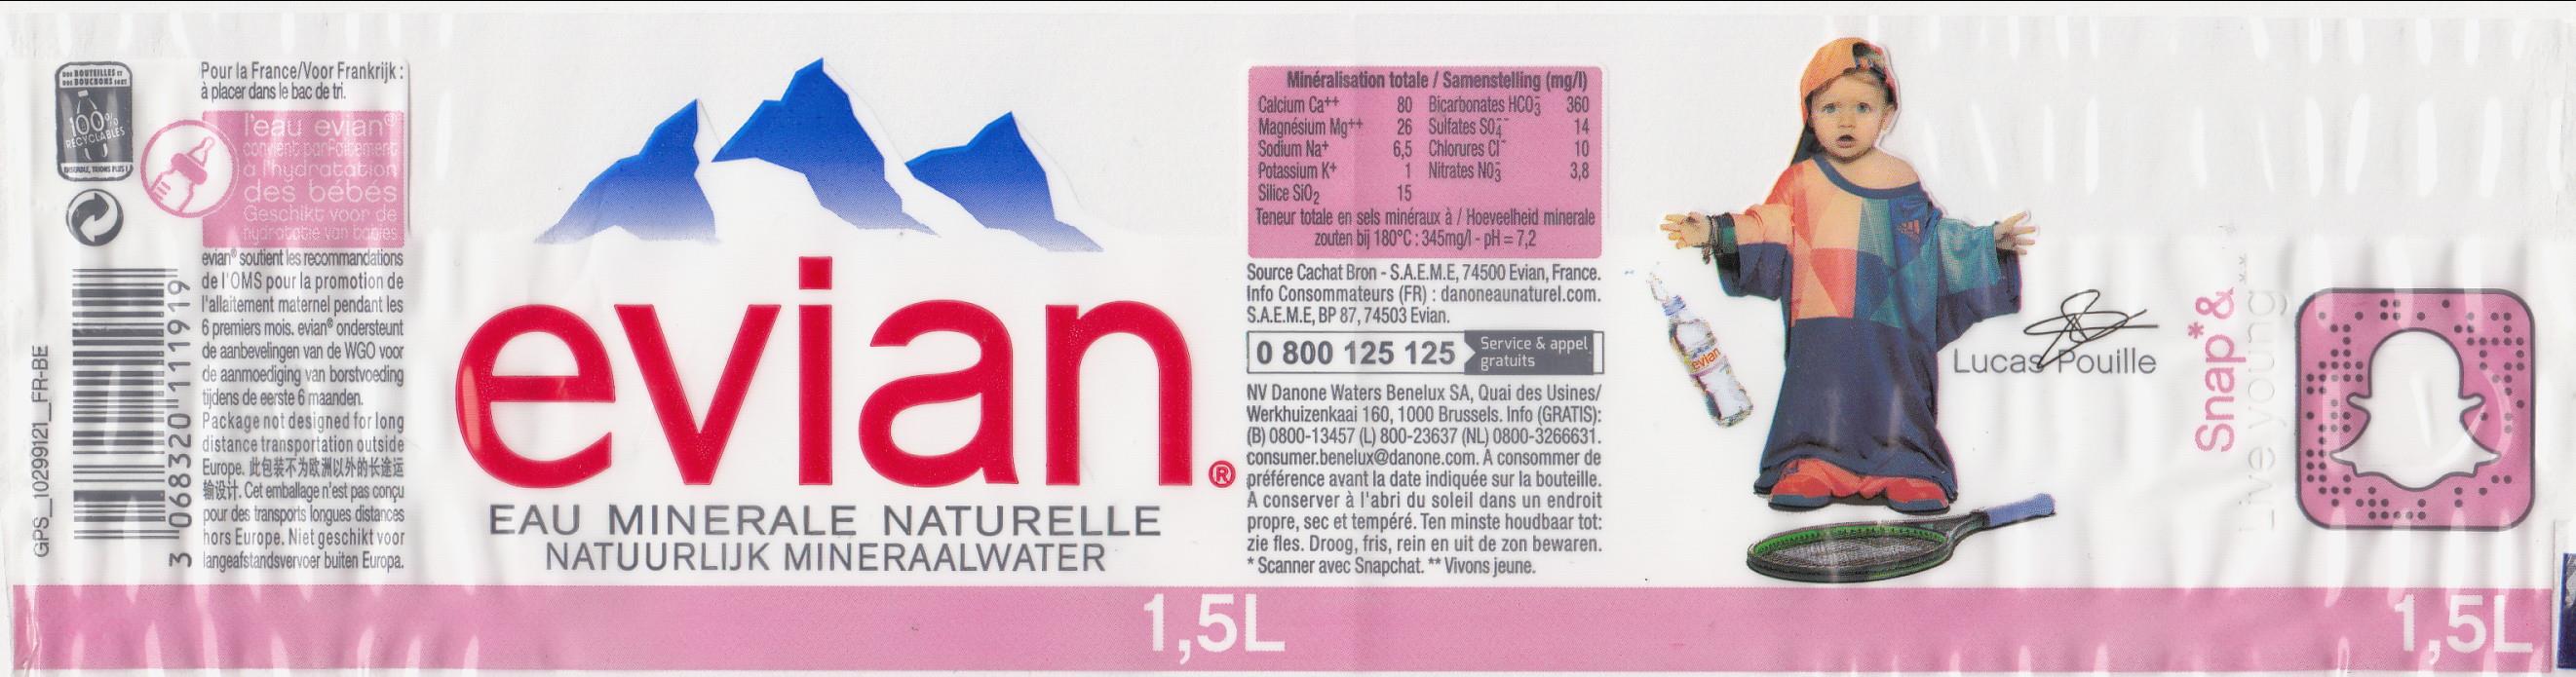 DES BOUTEILLES ET
DES BOUCHONS SONT
100%
RECYCLABLES
ENSEMBLE, TRIONS PLUS !
Pour la France/Voor Frankrijk :
à placer dans le bac de tri.
l'eau evian®
convient parfaitement
à l'hydratation
des bébés
Geschikt voor de
hydratatie van babies
evian® soutient les recommandations
de l'OMS pour la promotion de
l'allaitement maternel pendant les
6 premiers mois. evian® ondersteunt
de aanbevelingen van de WGO voor
de aanmoediging van borstvoeding
tijdens de eerste 6 maanden.
Package not designed for long
distance transportation outside
Europe. 此包装不为欧洲以外的长途运
输设计. Cet emballage n'est pas conçu
pour des transports longues distances
hors Europe. Niet geschikt voor
langeafstandsvervoer buiten Europa.
GPS_10299121_FR-BE
3 068320 111919
evian®
EAU MINERALE NATURELLE
NATUURLIJK MINERAALWATER
Minéralisation totale / Samenstelling (mg/l)
Calcium Ca++ 80 Bicarbonates HCO3- 360
Magnésium Mg++ 26 Sulfates SO4-- 14
Sodium Na+ 6,5 Chlorures Cl- 10
Potassium K+ 1 Nitrates NO3- 3,8
Silice SiO2 15
Teneur totale en sels minéraux à / Hoeveelheid minerale
zouten bij 180°C : 345mg/l - pH = 7,2
Source Cachat Bron - S.A.E.M.E, 74500 Evian, France.
Info Consommateurs (FR) : danoneaunaturel.com.
S.A.E.M.E, BP 87, 74503 Evian.
0 800 125 125 Service & appel
gratuits
NV Danone Waters Benelux SA, Quai des Usines/
Werkhuizenkaai 160, 1000 Brussels. Info (GRATIS):
(B) 0800-13457 (L) 800-23637 (NL) 0800-3266631.
consumer.benelux@danone.com. A consommer de
préférence avant la date indiquée sur la bouteille.
A conserver à l'abri du soleil dans un endroit
propre, sec et tempéré. Ten minste houdbaar tot:
zie fles. Droog, fris, rein en uit de zon bewaren.
* Scanner avec Snapchat. ** Vivons jeune.
evian
Lucas Pouille
Snap* &
Live young**
1,5L
1,5L